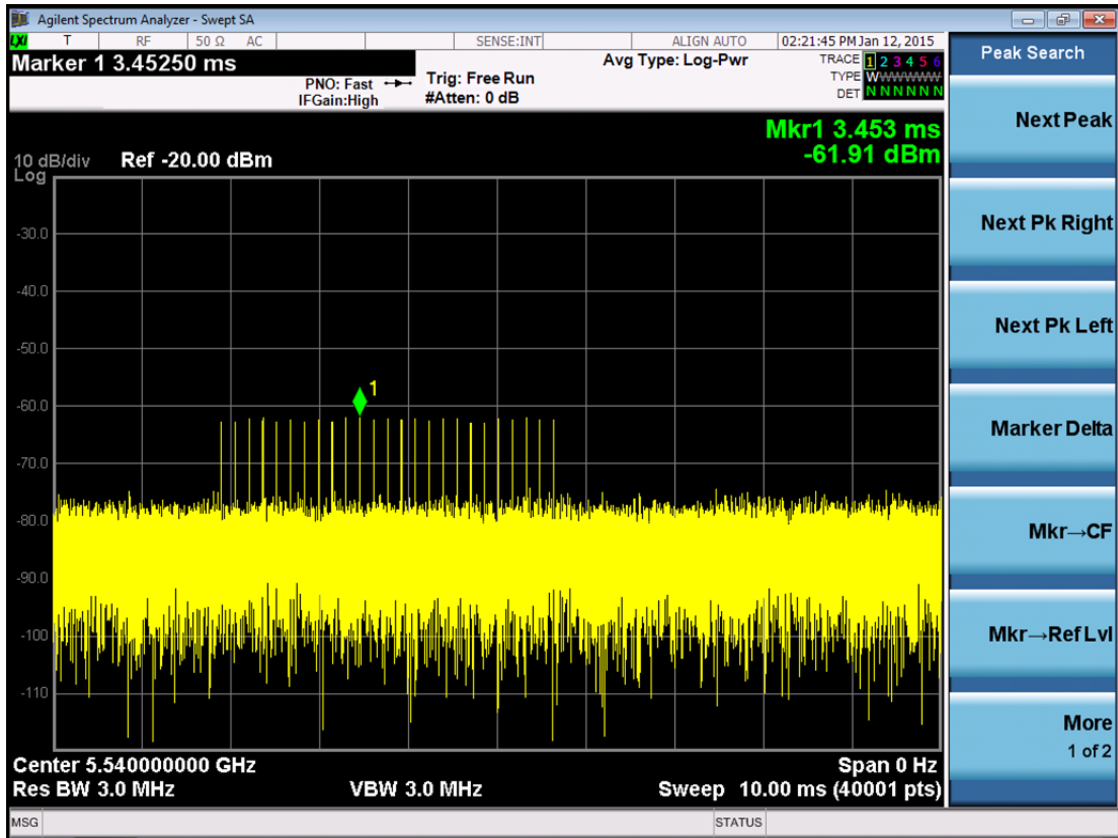 Agilent Spectrum Analyzer - Swept SA
LXI T RF 50 Ω AC SENSE:INT ALIGN AUTO 02:21:45 PM Jan 12, 2015
Marker 1 3.45250 ms
PNO: Fast
IFGain:High
Trig: Free Run
#Atten: 0 dB
Avg Type: Log-Pwr
TRACE 1 2 3 4 5 6
TYPE WWWWWW
DET N N N N N N
Mkr1 3.453 ms
-61.91 dBm
10 dB/div Ref -20.00 dBm
Log
-30.0
-40.0
-50.0
1
-60.0
-70.0
-80.0
-90.0
-100
-110
Center 5.540000000 GHz Span 0 Hz
Res BW 3.0 MHz VBW 3.0 MHz Sweep 10.00 ms (40001 pts)
MSG STATUS
Peak Search
Next Peak
Next Pk Right
Next Pk Left
Marker Delta
Mkr→CF
Mkr→Ref Lvl
More
1 of 2